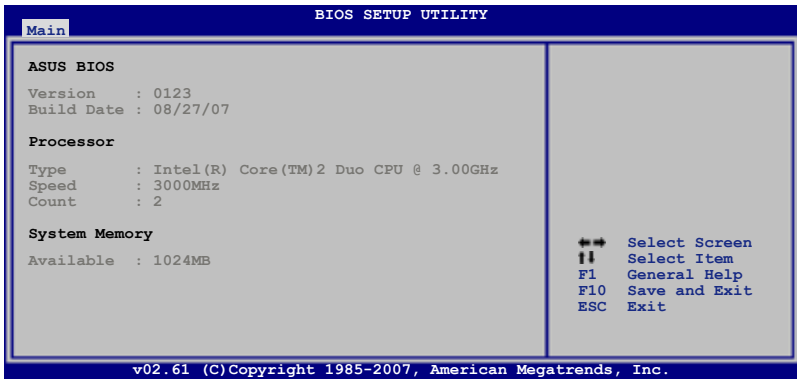 BIOS SETUP UTILITY
Main
ASUS BIOS
Version : 0123
Build Date : 08/27/07
Processor
Type : Intel(R) Core(TM)2 Duo CPU @ 3.00GHz
Speed : 3000MHz
Count : 2
System Memory
Available : 1024MB
←→ Select Screen
↑↓ Select Item
F1 General Help
F10 Save and Exit
ESC Exit
v02.61 (C)Copyright 1985-2007, American Megatrends, Inc.